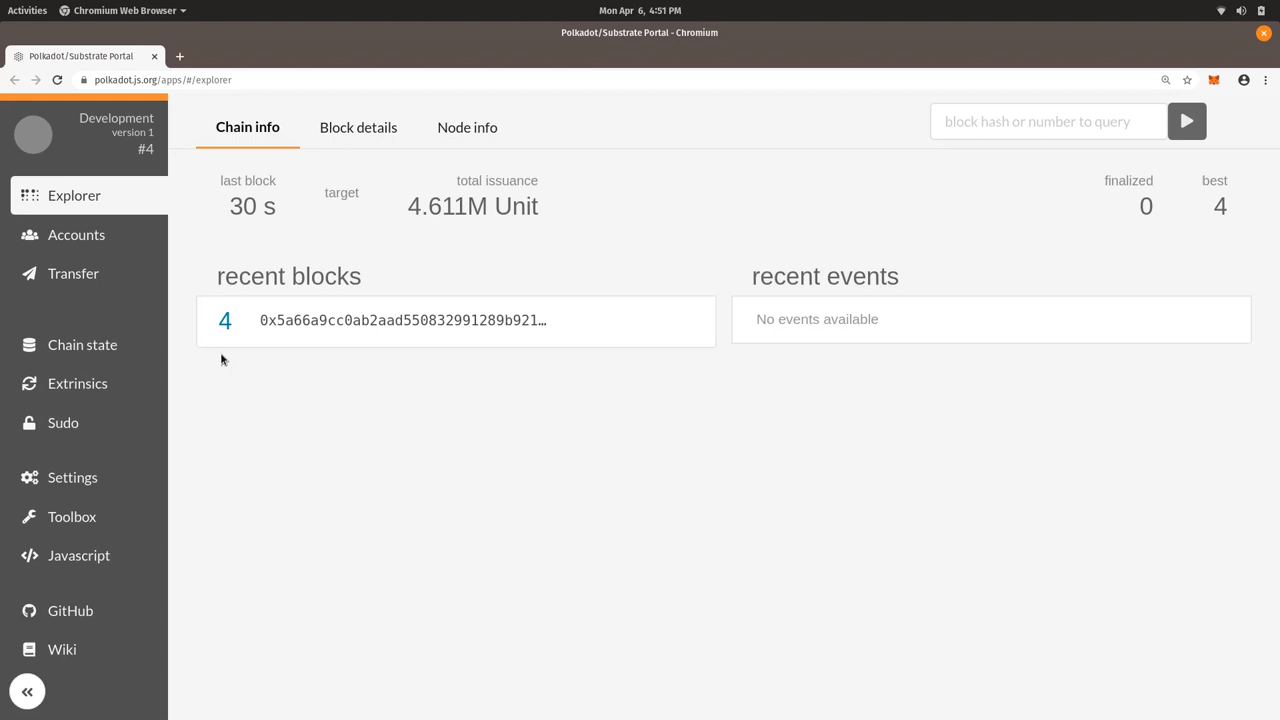 Activities Chromium Web Browser Mon Apr 6, 4:51 PM
Polkadot/Substrate Portal - Chromium
Polkadot/Substrate Portal
polkadot.js.org/apps/#/explorer
Development
version 1
#4
Explorer
Accounts
Transfer
Chain state
Extrinsics
Sudo
Settings
Toolbox
Javascript
GitHub
Wiki
Chain info Block details Node info
block hash or number to query
last block target total issuance finalized best
30 s 4.611M Unit 0 4
recent blocks
4 0x5a66a9cc0ab2aad550832991289b921…
recent events
No events available